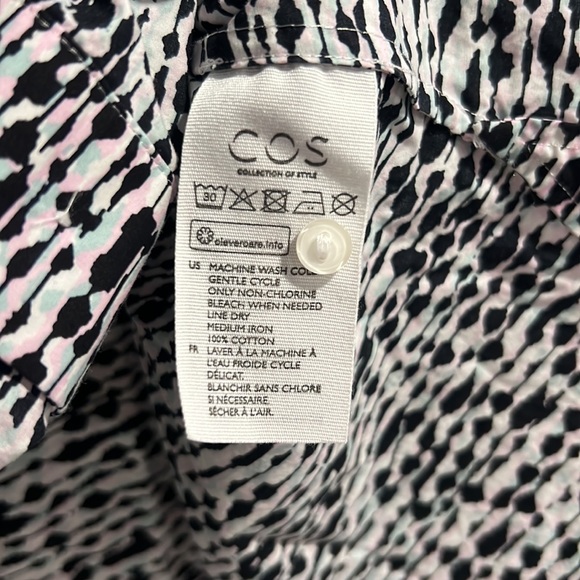 COS
COLLECTION OF STYLE
30
clevercare.info
US MACHINE WASH COLD
GENTLE CYCLE
ONLY NON-CHLORINE
BLEACH WHEN NEEDED
LINE DRY
MEDIUM IRON
100% COTTON
FR LAVER À LA MACHINE À
L'EAU FROIDE CYCLE
DÉLICAT.
BLANCHIR SANS CHLORE
SI NÉCESSAIRE.
SÉCHER À L'AIR.